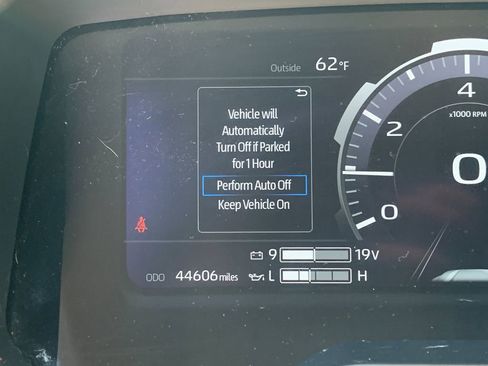 Outside 62°F
Vehicle will
Automatically
Turn Off if Parked
for 1 Hour
Perform Auto Off
Keep Vehicle On
4
x1000 RPM
2
0
0
9 19V
ODO 44606 miles
L H